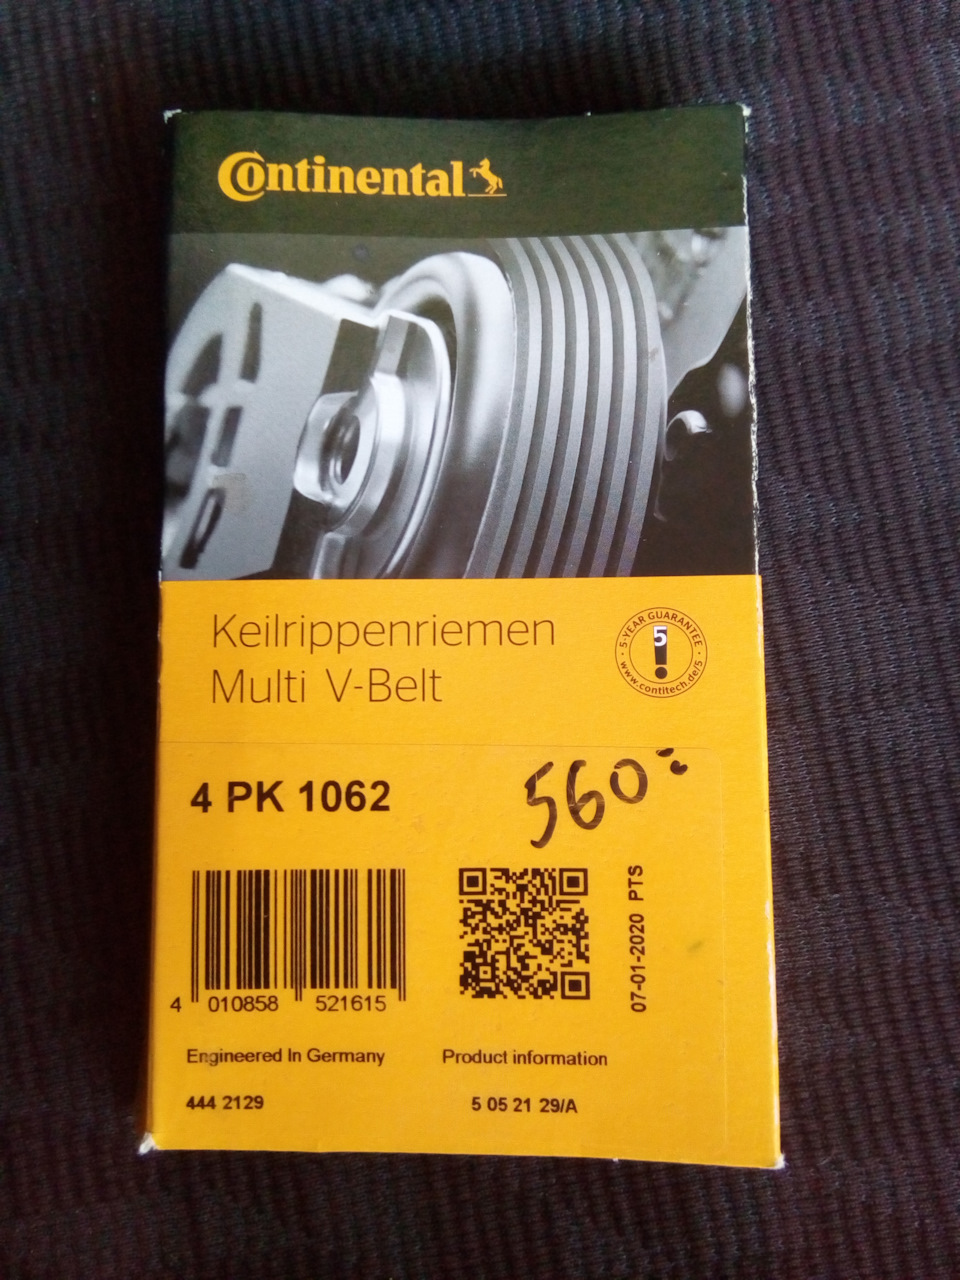 Continental
Keilrippenriemen
Multi V-Belt
5-YEAR GUARANTEE
5
www.contitech.de/5
4 PK 1062
560=
07-01-2020 PTS
4 010858 521615
Engineered In Germany
Product information
444 2129
5 05 21 29/A